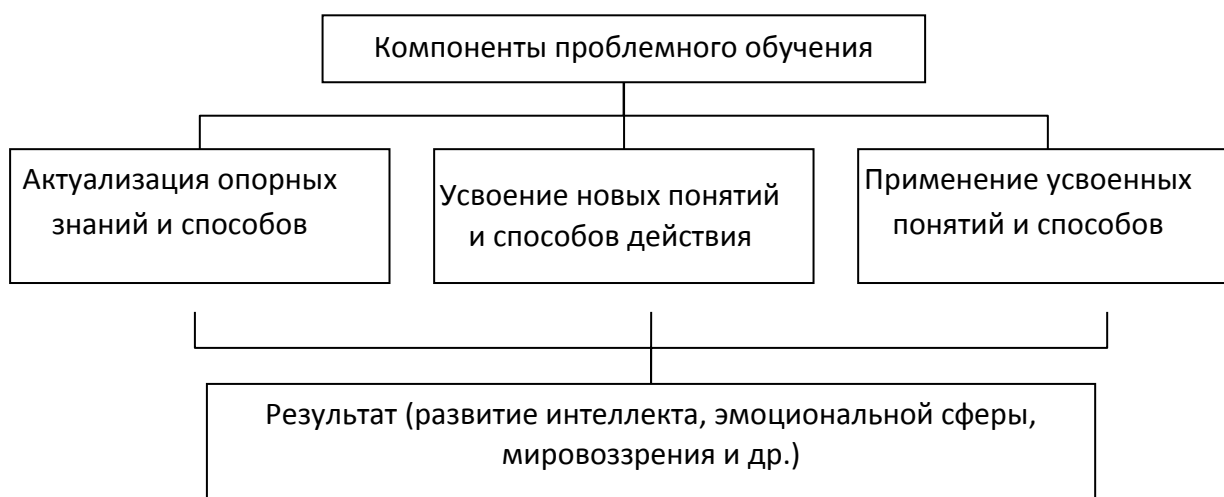 Компоненты проблемного обучения
Актуализация опорных
знаний и способов
Усвоение новых понятий
и способов действия
Применение усвоенных
понятий и способов
Результат (развитие интеллекта, эмоциональной сферы,
мировоззрения и др.)